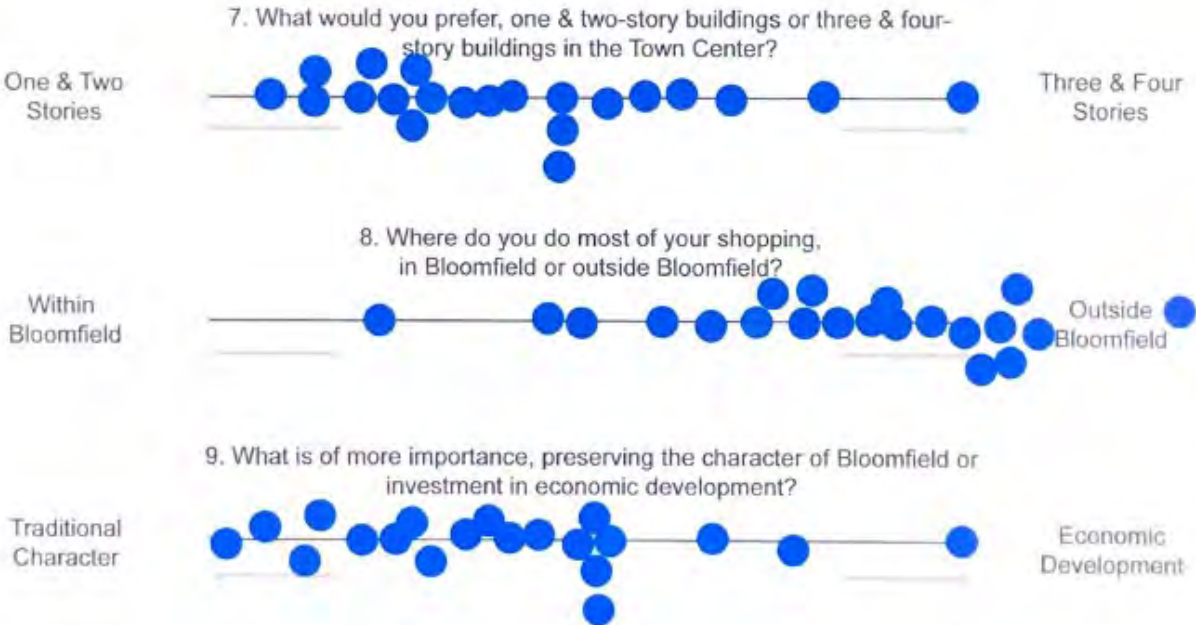 7. What would you prefer, one & two-story buildings or three & four-
story buildings in the Town Center?
One & Two
Stories
Three & Four
Stories
8. Where do you do most of your shopping,
in Bloomfield or outside Bloomfield?
Within
Bloomfield
Outside
Bloomfield
9. What is of more importance, preserving the character of Bloomfield or
investment in economic development?
Traditional
Character
Economic
Development